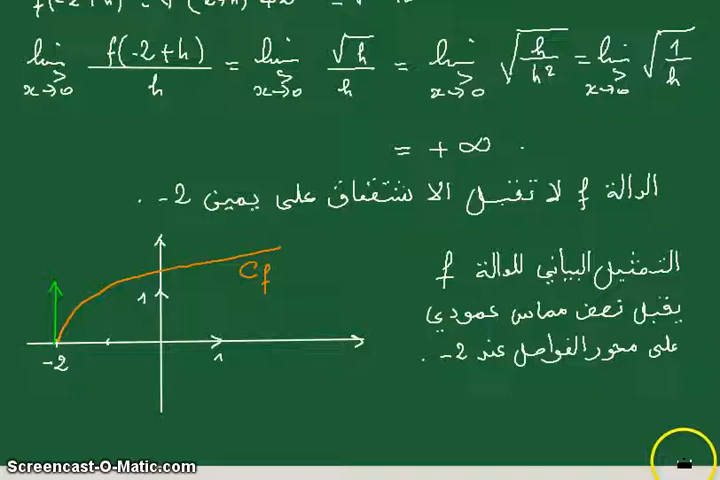 lim x→>0 f(-2+h)/h = lim x→>0 √h/h = lim x→>0 √(h/h²) = lim x→>0 √(1/h)
= +∞ .
الدالة f لا تقبل الاشتقاق على يمين 2- .
التمثيل البياني للدالة f
يقبل نصف مماس عمودي
على محور الفواصل عند 2- .
Cf
1
-2
1
Screencast-O-Matic.com